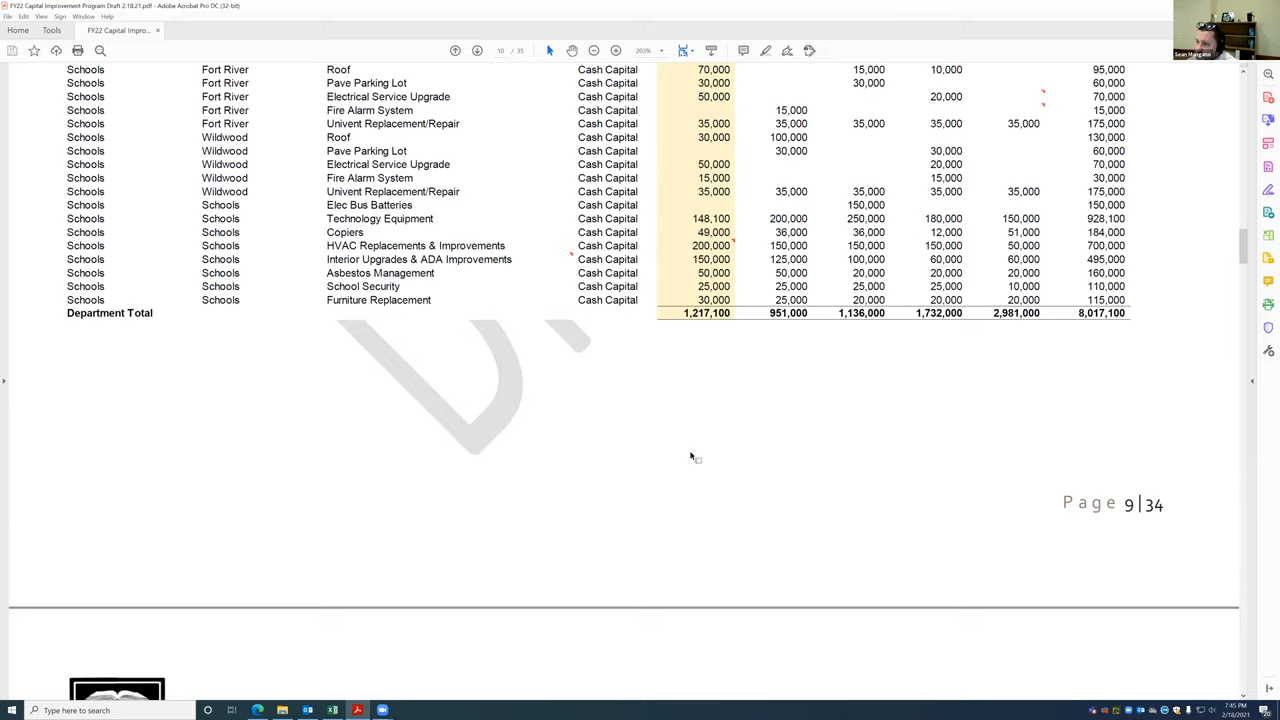 FY22 Capital Improvement Program Draft 2.18.21.pdf - Adobe Acrobat Pro DC (32-bit)
File Edit View Sign Window Help
Home Tools FY22 Capital Impro... ×
10 / 35 203%
Sean Mangano
Schools Fort River Roof Cash Capital 70,000 15,000 10,000 95,000
Schools Fort River Pave Parking Lot Cash Capital 30,000 30,000 60,000
Schools Fort River Electrical Service Upgrade Cash Capital 50,000 20,000 70,000
Schools Fort River Fire Alarm System Cash Capital 15,000 15,000
Schools Fort River Univent Replacement/Repair Cash Capital 35,000 35,000 35,000 35,000 35,000 175,000
Schools Wildwood Roof Cash Capital 30,000 100,000 130,000
Schools Wildwood Pave Parking Lot Cash Capital 30,000 30,000 60,000
Schools Wildwood Electrical Service Upgrade Cash Capital 50,000 20,000 70,000
Schools Wildwood Fire Alarm System Cash Capital 15,000 15,000 30,000
Schools Wildwood Univent Replacement/Repair Cash Capital 35,000 35,000 35,000 35,000 35,000 175,000
Schools Schools Elec Bus Batteries Cash Capital 150,000 150,000
Schools Schools Technology Equipment Cash Capital 148,100 200,000 250,000 180,000 150,000 928,100
Schools Schools Copiers Cash Capital 49,000 36,000 36,000 12,000 51,000 184,000
Schools Schools HVAC Replacements & Improvements Cash Capital 200,000 150,000 150,000 150,000 50,000 700,000
Schools Schools Interior Upgrades & ADA Improvements Cash Capital 150,000 125,000 100,000 60,000 60,000 495,000
Schools Schools Asbestos Management Cash Capital 50,000 50,000 20,000 20,000 20,000 160,000
Schools Schools School Security Cash Capital 25,000 25,000 25,000 25,000 10,000 110,000
Schools Schools Furniture Replacement Cash Capital 30,000 25,000 20,000 20,000 20,000 115,000
Department Total 1,217,100 951,000 1,136,000 1,732,000 2,981,000 8,017,100
Page 9|34
Type here to search
7:45 PM
2/18/2021